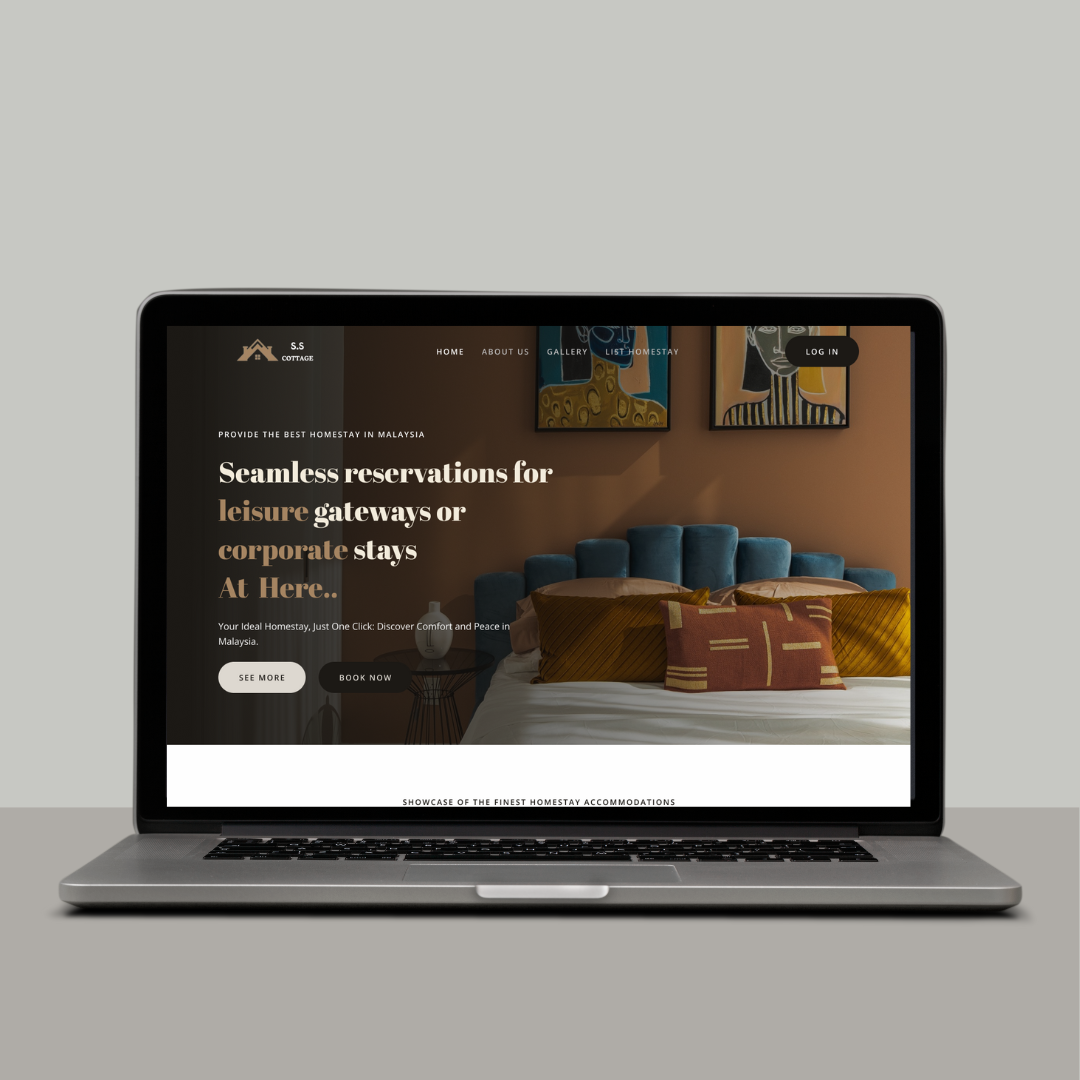 S.S
COTTAGE
HOME ABOUT US GALLERY LIST HOMESTAY
LOG IN
PROVIDE THE BEST HOMESTAY IN MALAYSIA
Seamless reservations for
leisure gateways or
corporate stays
At Here..
Your Ideal Homestay, Just One Click: Discover Comfort and Peace in
Malaysia.
SEE MORE
BOOK NOW
SHOWCASE OF THE FINEST HOMESTAY ACCOMMODATIONS